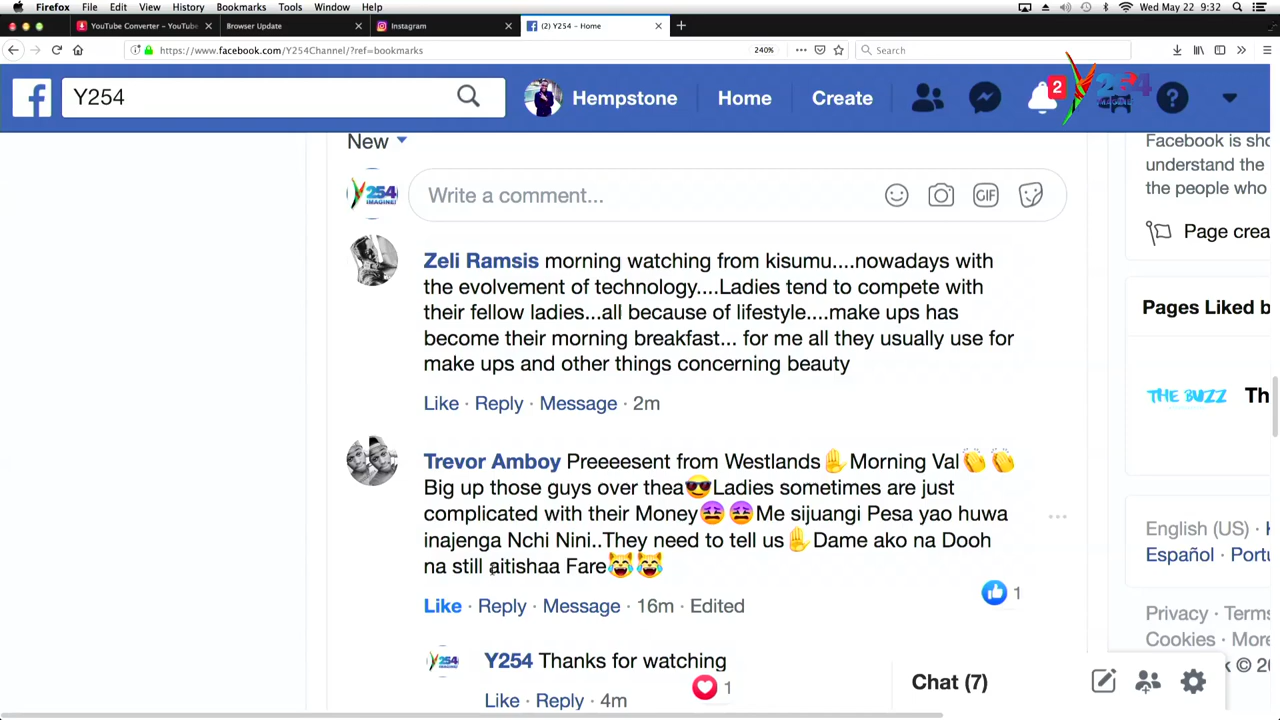 Firefox File Edit View History Bookmarks Tools Window Help Wed May 22 9:32
YouTube Converter – YouTube Browser Update Instagram (2) Y254 - Home
https://www.facebook.com/Y254Channel/?ref=bookmarks 240% Search
Y254 Hempstone Home Create 2
Y254
IMAGINE!
New
Facebook is sho
understand the
the people who
Page crea
Y254
IMAGINE!
Write a comment... GIF
Zeli Ramsis morning watching from kisumu....nowadays with
the evolvement of technology....Ladies tend to compete with
their fellow ladies...all because of lifestyle....make ups has
become their morning breakfast... for me all they usually use for
make ups and other things concerning beauty
Like · Reply · Message · 2m
Pages Liked b
THE BUZZ Th
Trevor Amboy Preeeesent from Westlands✋Morning Val👏👏
Big up those guys over thea😎Ladies sometimes are just
complicated with their Money😖😖Me sijuangi Pesa yao huwa
inajenga Nchi Nini..They need to tell us✋Dame ako na Dooh
na still aitishaa Fare😹😹
Like · Reply · Message · 16m · Edited
1
English (US) ·
Español · Portu
Privacy · Terms
Cookies · More
© 20
Y254 Thanks for watching
1
Like · Reply · 4m
Chat (7)